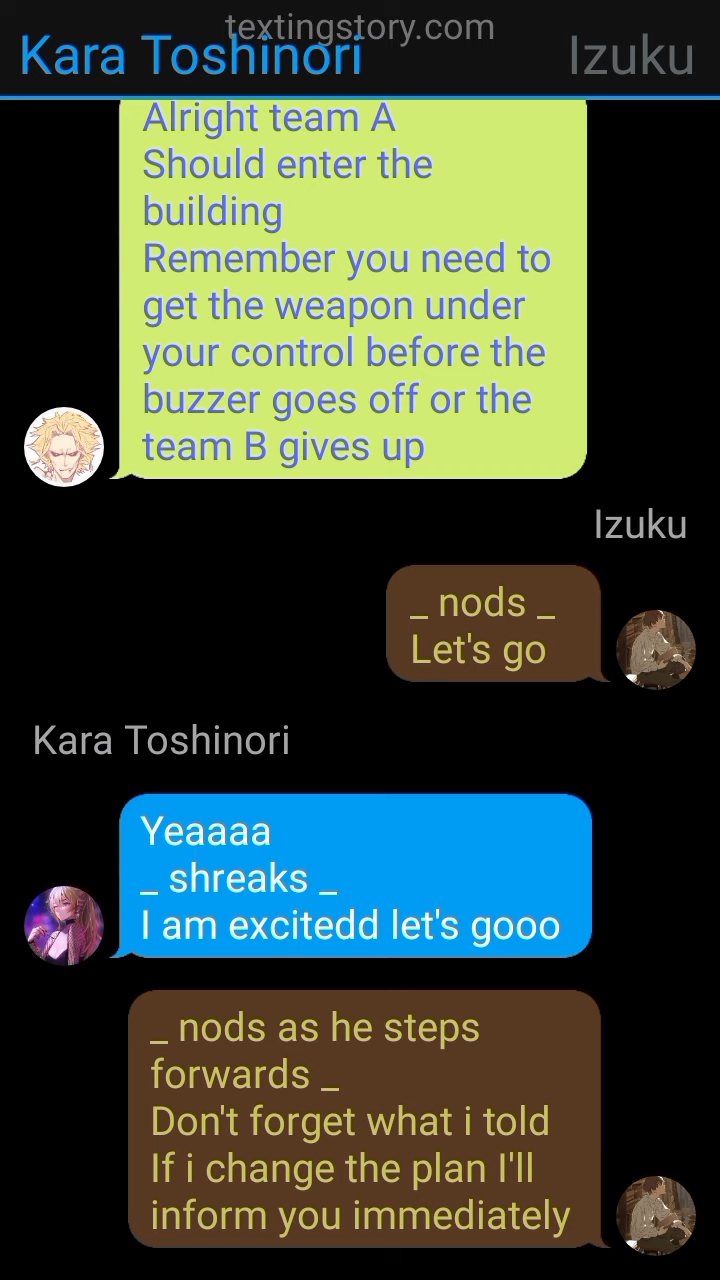 textingstory.com
Kara Toshinori
Izuku
Alright team A
Should enter the
building
Remember you need to
get the weapon under
your control before the
buzzer goes off or the
team B gives up
Izuku
_ nods _
Let's go
Kara Toshinori
Yeaaaa
_ shreaks _
I am excitedd let's gooo
_ nods as he steps
forwards _
Don't forget what i told
If i change the plan I'll
inform you immediately